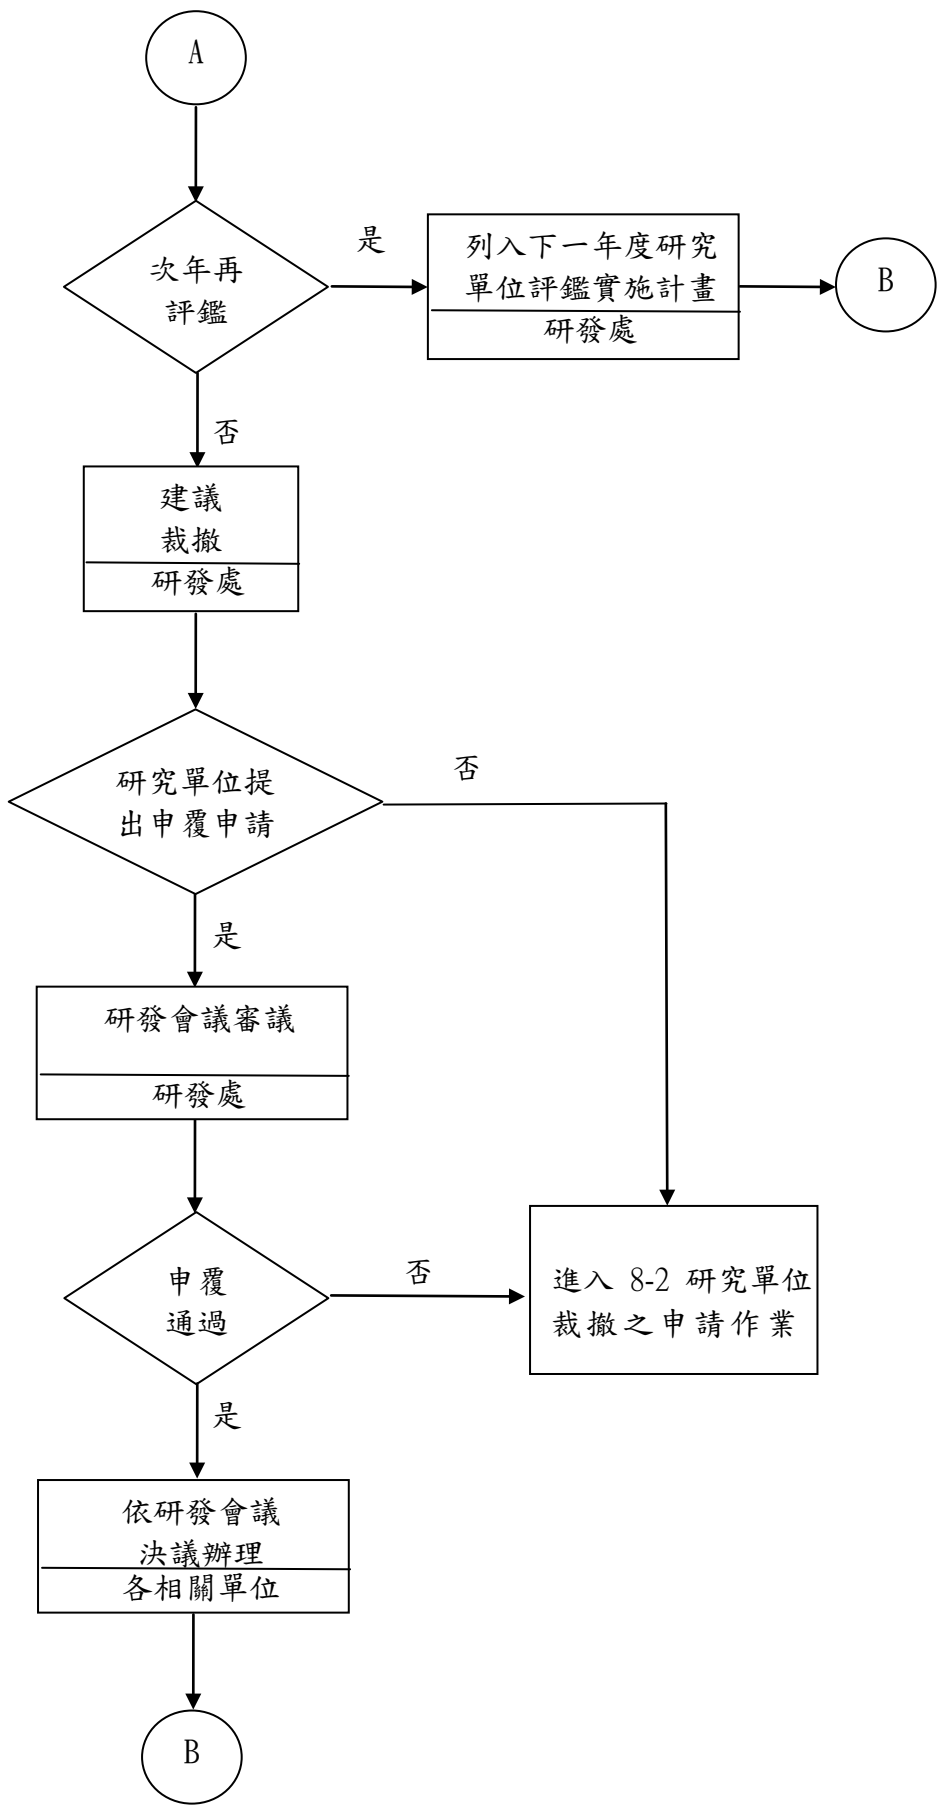 A
次年再
評鑑
是
列入下一年度研究
單位評鑑實施計畫
研發處
B
否
建議
裁撤
研發處
研究單位提
出申覆申請
否
是
研發會議審議
研發處
申覆
通過
否
進入 8-2 研究單位
裁撤之申請作業
是
依研發會議
決議辦理
各相關單位
B